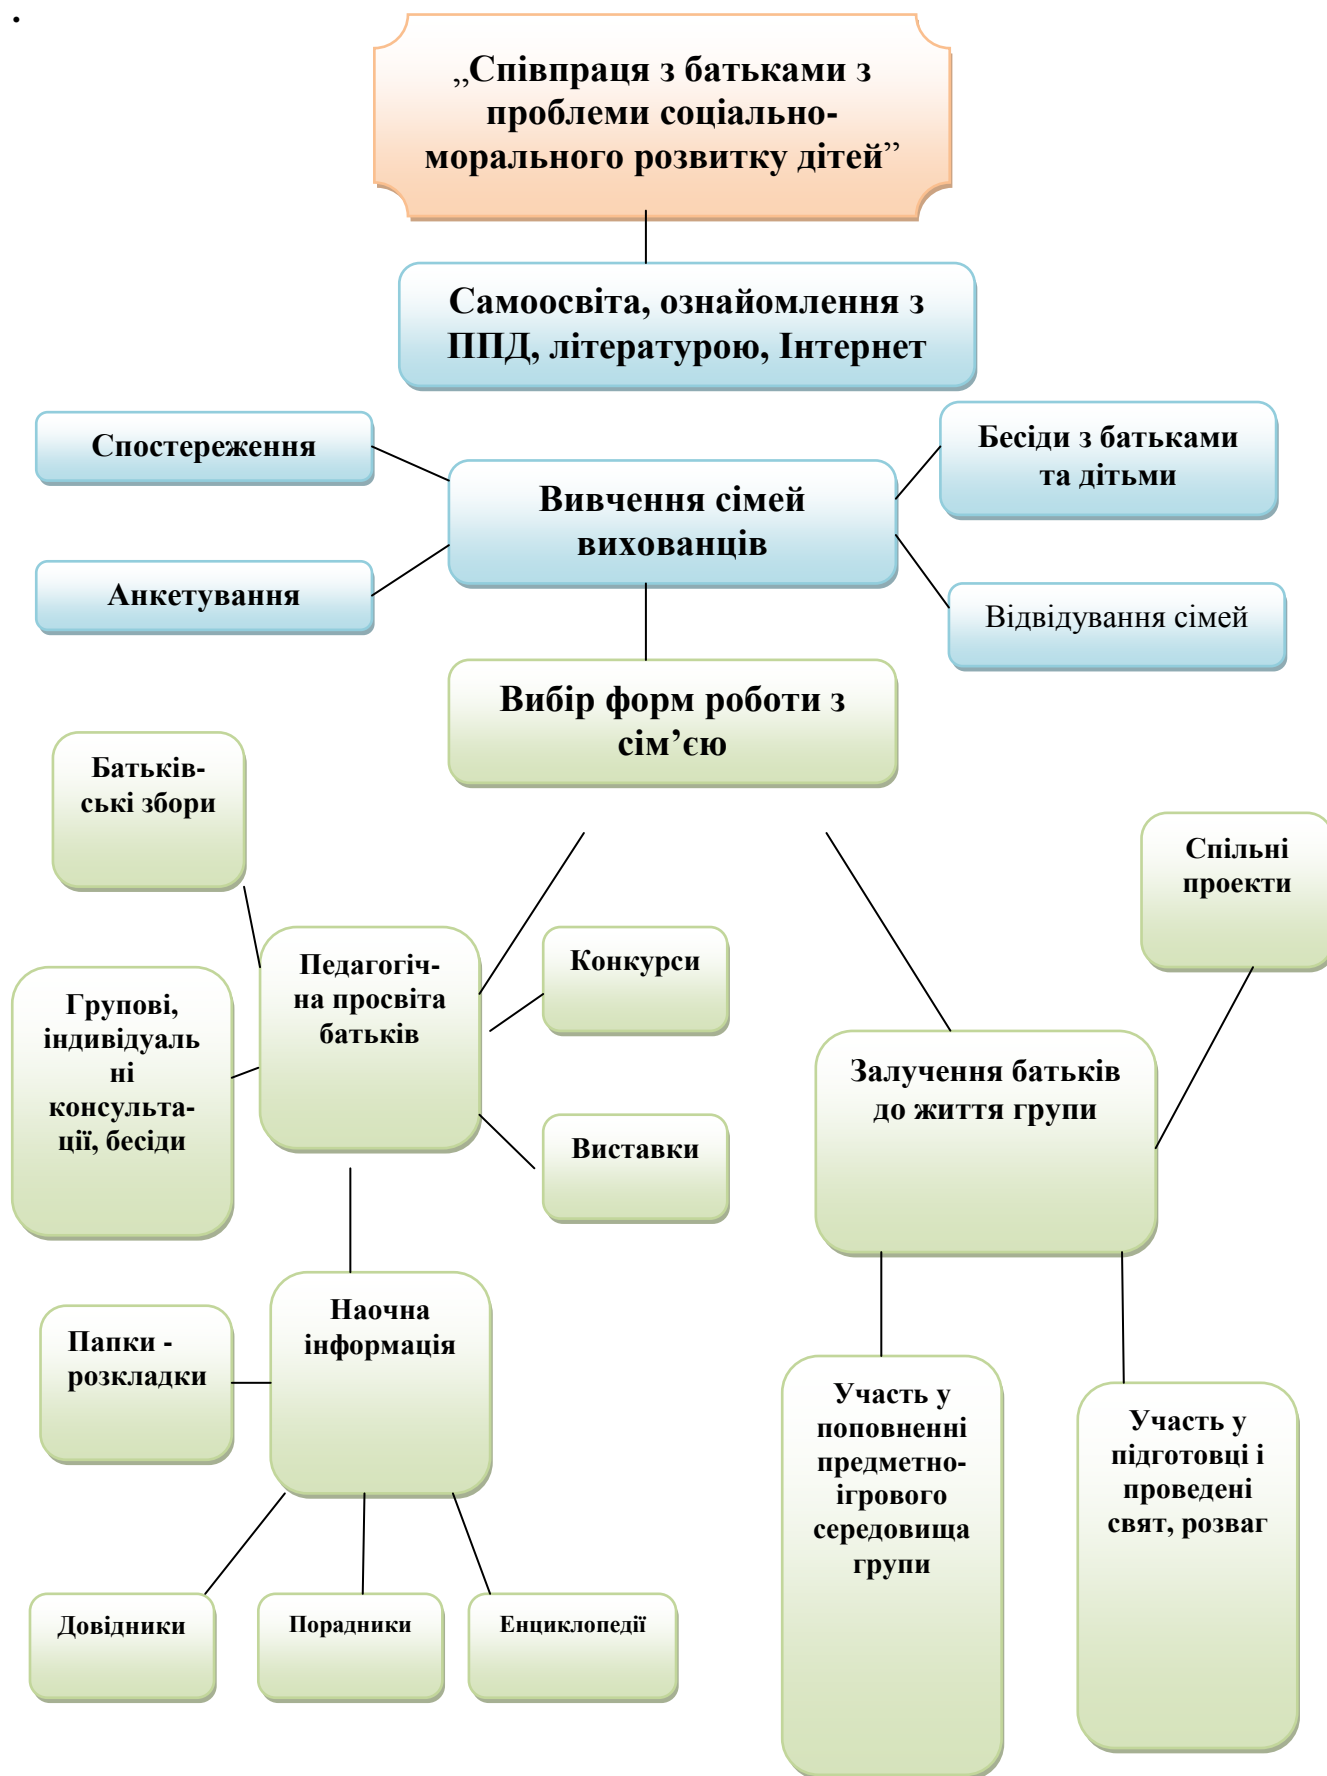 .
„Співпраця з батьками з
проблеми соціально-
морального розвитку дітей”
Самоосвіта, ознайомлення з
ППД, літературою, Інтернет
Спостереження
Бесіди з батьками
та дітьми
Вивчення сімей
вихованців
Анкетування
Відвідування сімей
Вибір форм роботи з
сім’єю
Батьків-
ські збори
Спільні
проекти
Педагогіч-
на просвіта
батьків
Конкурси
Групові,
індивідуаль
ні
консульта-
ції, бесіди
Залучення батьків
до життя групи
Виставки
Наочна
інформація
Папки -
розкладки
Участь у
поповненні
предметно-
ігрового
середовища
групи
Участь у
підготовці і
проведені
свят, розваг
Довідники
Порадники
Енциклопедії